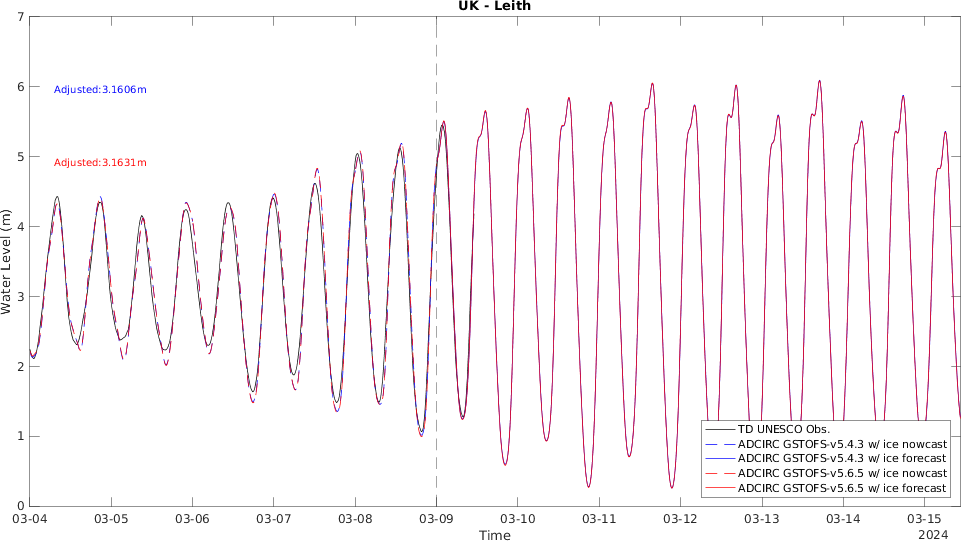 UK - Leith
7
6
5
4
3
2
1
0
Water Level (m)
Adjusted:3.1606m
Adjusted:3.1631m
TD UNESCO Obs.
ADCIRC GSTOFS-v5.4.3 w/ ice nowcast
ADCIRC GSTOFS-v5.4.3 w/ ice forecast
ADCIRC GSTOFS-v5.6.5 w/ ice nowcast
ADCIRC GSTOFS-v5.6.5 w/ ice forecast
03-04 03-05 03-06 03-07 03-08 03-09 03-10 03-11 03-12 03-13 03-14 03-15
Time
2024